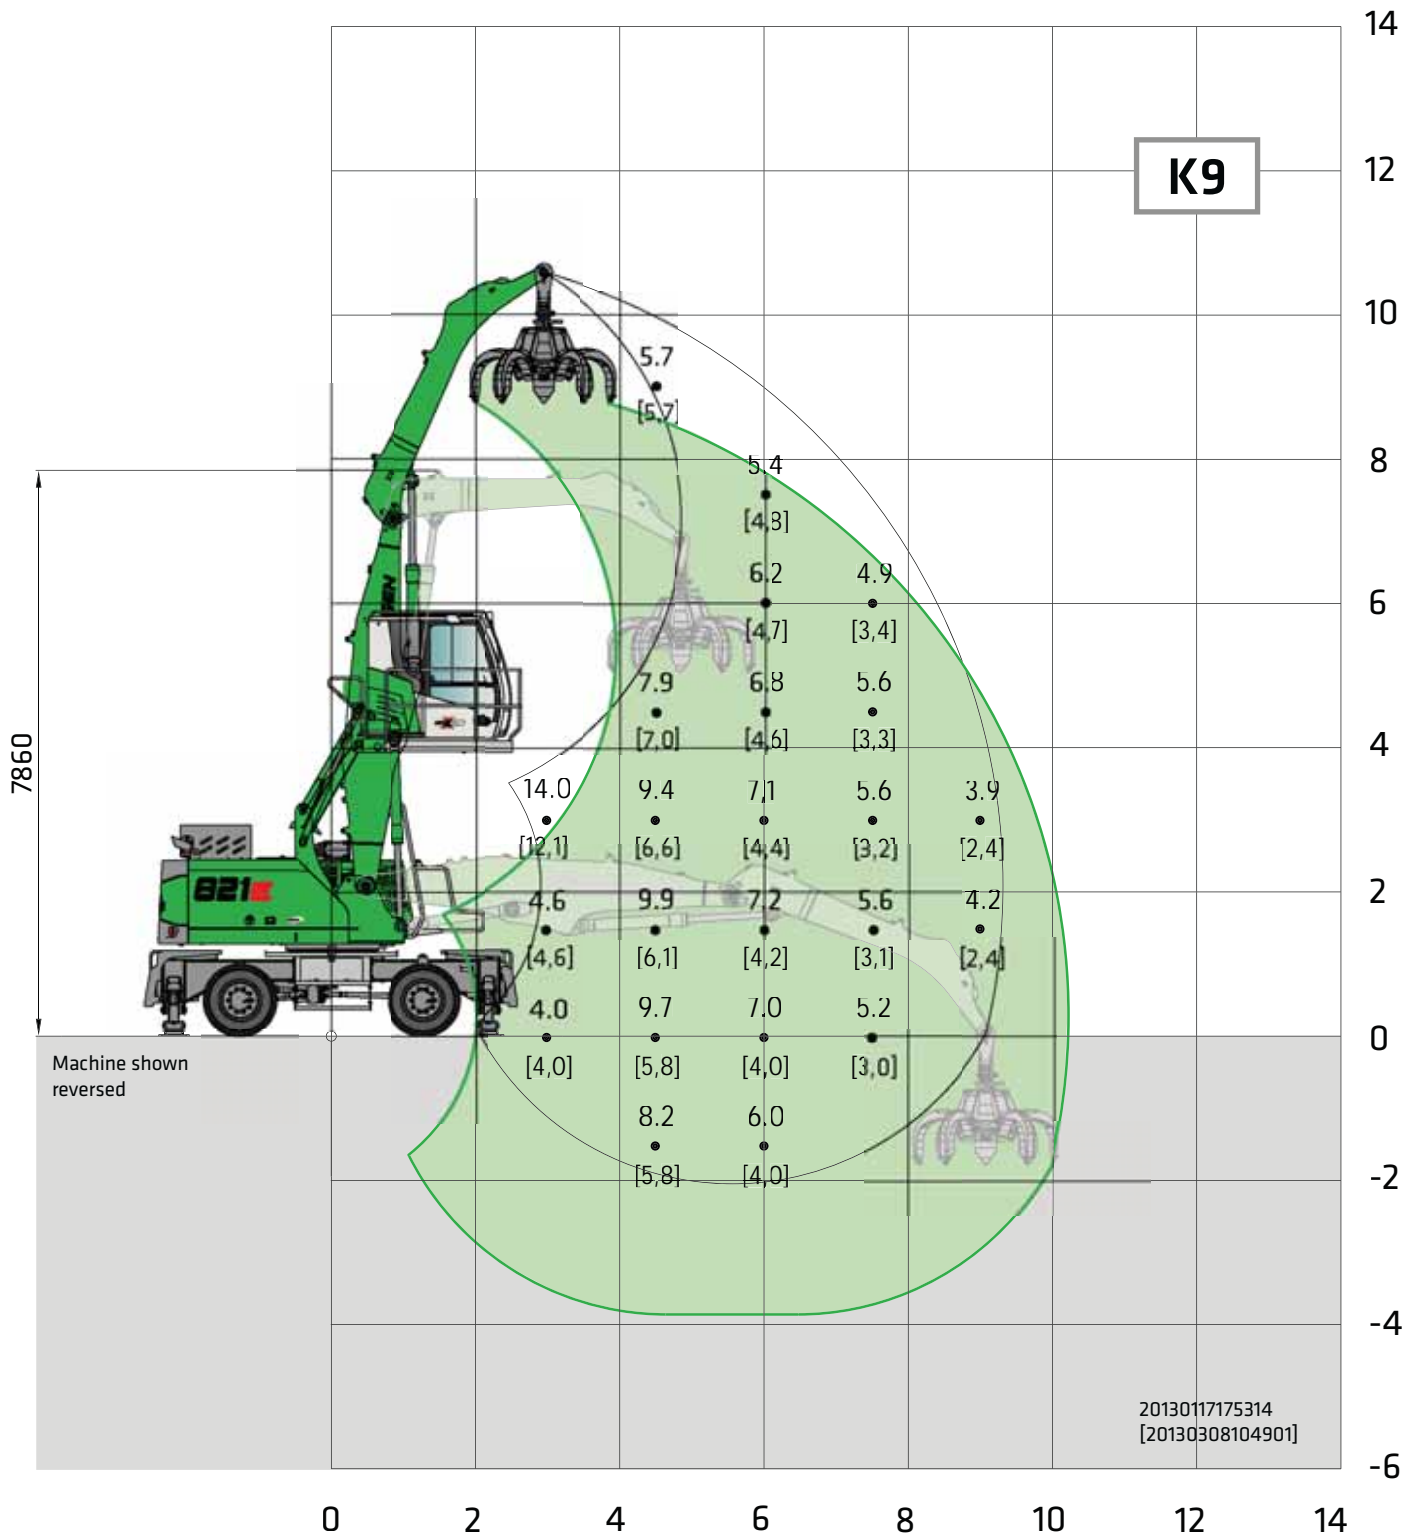 14
12
K9
10
5.7
[5,7]
8
5.4
7860
[4,8]
6.2 4.9
6
[4,7] [3,4]
7.9 6.8 5.6
[7,0] [4,6] [3,3]
4
14.0 9.4 7,1 5.6 3.9
[12,1] [6,6] [4,4] [3,2] [2,4]
821E
2
4.6 9.9 7.2 5.6 4.2
[4,6] [6,1] [4,2] [3,1] [2,4]
4.0 9.7 7.0 5.2
0
Machine shown
reversed
[4,0] [5,8] [4,0] [3,0]
8.2 6.0
[5,8] [4,0]
-2
-4
20130117175314
[20130308104901]
-6
0 2 4 6 8 10 12 14